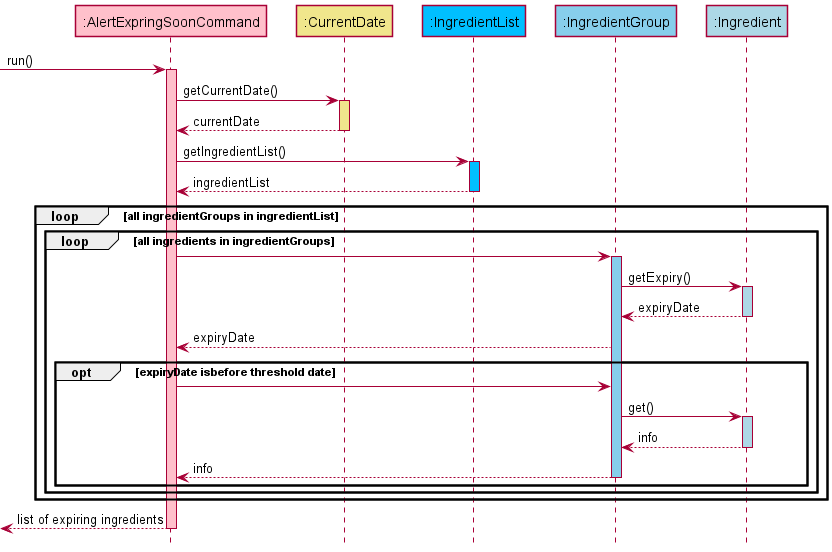 :AlertExpringSoonCommand :CurrentDate :IngredientList :IngredientGroup :Ingredient
run()
getCurrentDate()
currentDate
getIngredientList()
ingredientList
loop [all ingredientGroups in ingredientList]
loop [all ingredients in ingredientGroups]
getExpiry()
expiryDate
expiryDate
opt [expiryDate isbefore threshold date]
get()
info
info
list of expiring ingredients